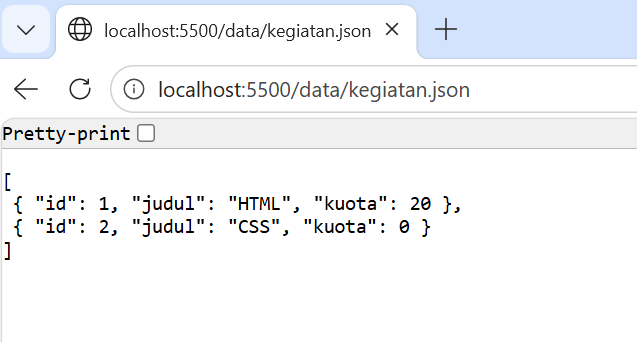 localhost:5500/data/kegiatan.json
localhost:5500/data/kegiatan.json
Pretty-print
[
 { "id": 1, "judul": "HTML", "kuota": 20 },
 { "id": 2, "judul": "CSS", "kuota": 0 }
]